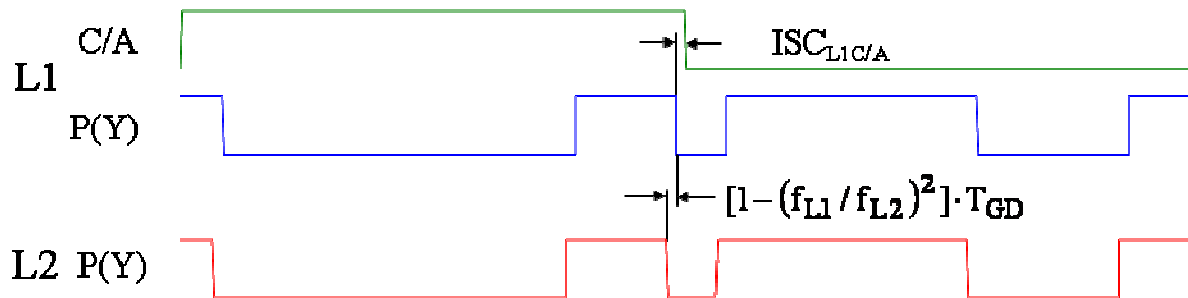 C/A
ISC_L1C/A
L1
P(Y)
[1−(f_L1/f_L2)²]·T_GD
L2 P(Y)